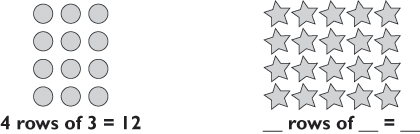 4 rows of 3 = 12
__ rows of __ = __